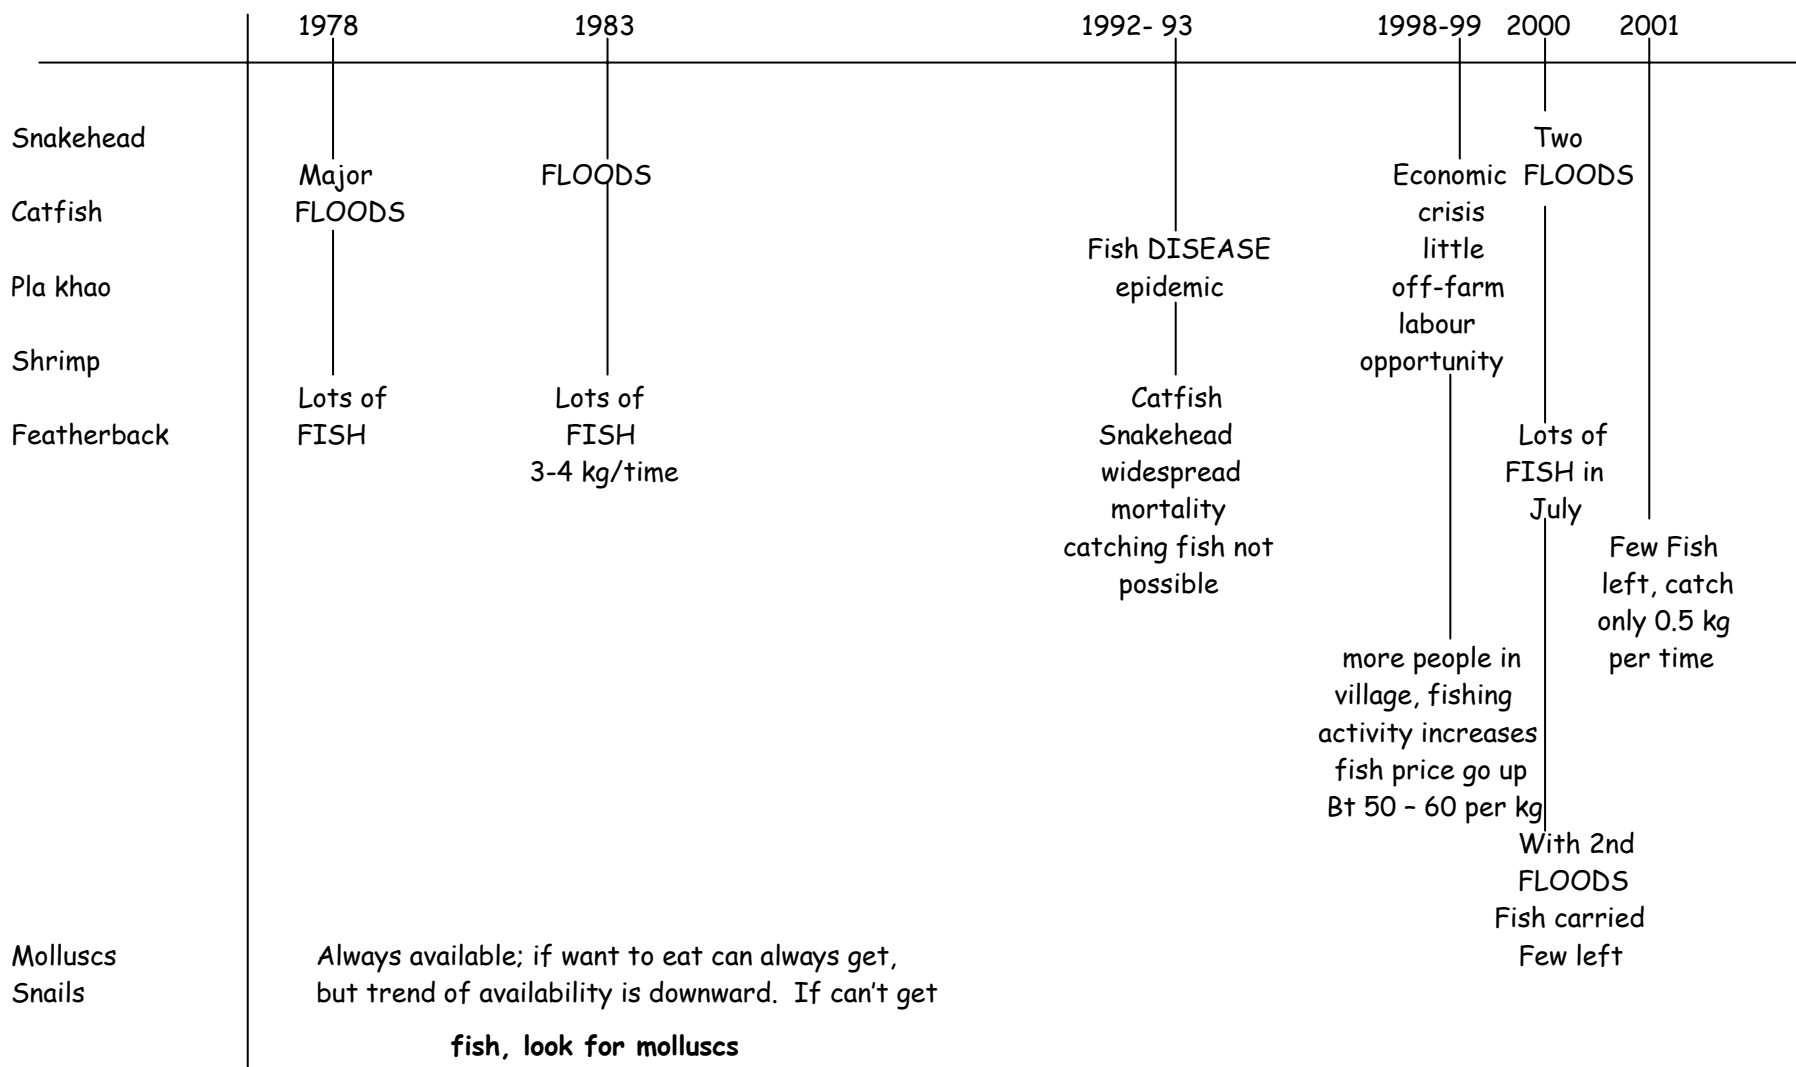 1978
1983
1992- 93
1998-99
2000
2001
Snakehead
Catfish
Pla khao
Shrimp
Featherback
Major
FLOODS
Lots of
FISH
FLOODS
Lots of
FISH
3-4 kg/time
Fish DISEASE
epidemic
Catfish
Snakehead
widespread
mortality
catching fish not
possible
Economic
crisis
little
off-farm
labour
opportunity
more people in
village, fishing
activity increases
fish price go up
Bt 50 – 60 per kg
Two
FLOODS
Lots of
FISH in
July
With 2nd
FLOODS
Fish carried
Few left
Few Fish
left, catch
only 0.5 kg
per time
Molluscs
Snails
Always available; if want to eat can always get,
but trend of availability is downward. If can't get
fish, look for molluscs